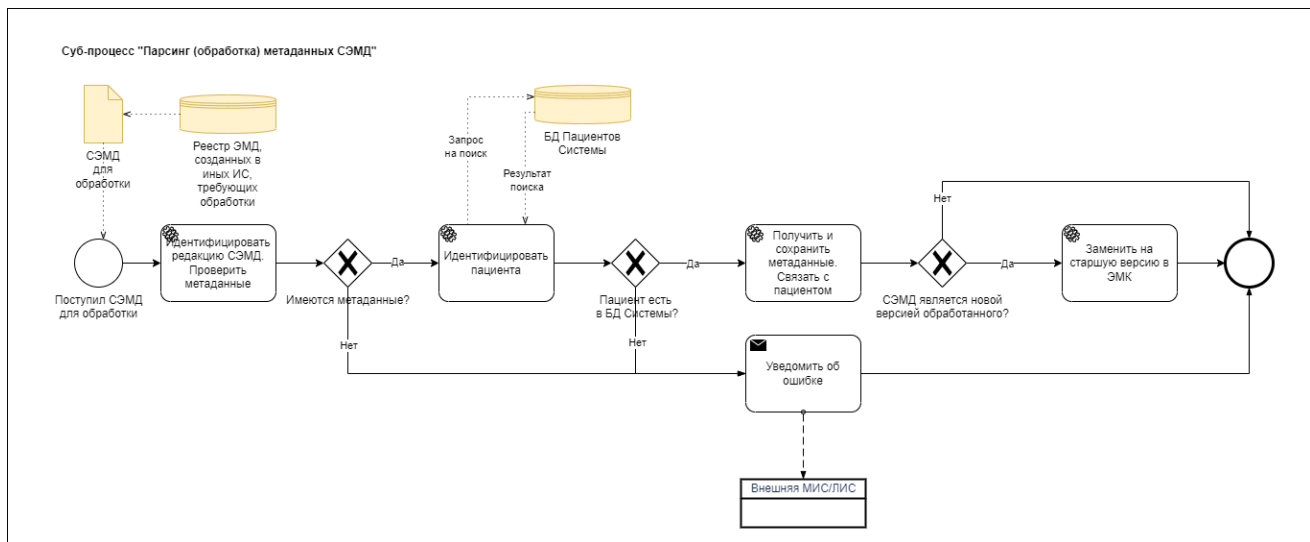 Суб-процесс "Парсинг (обработка) метаданных СЭМД"
СЭМД
для
обработки
Реестр ЭМД,
созданных в
иных ИС,
требующих
обработки
Запрос
на поиск
БД Пациентов
Системы
Результат
поиска
Поступил СЭМД
для обработки
Идентифицировать
редакцию СЭМД.
Проверить
метаданные
Имеются метаданные?
Да
Нет
Идентифицировать
пациента
Пациент есть
в БД Системы?
Да
Нет
Получить и
сохранить
метаданные.
Связать с
пациентом
СЭМД является новой
версией обработанного?
Нет
Да
Заменить на
старшую версию в
ЭМК
Уведомить об
ошибке
Внешняя МИС/ЛИС